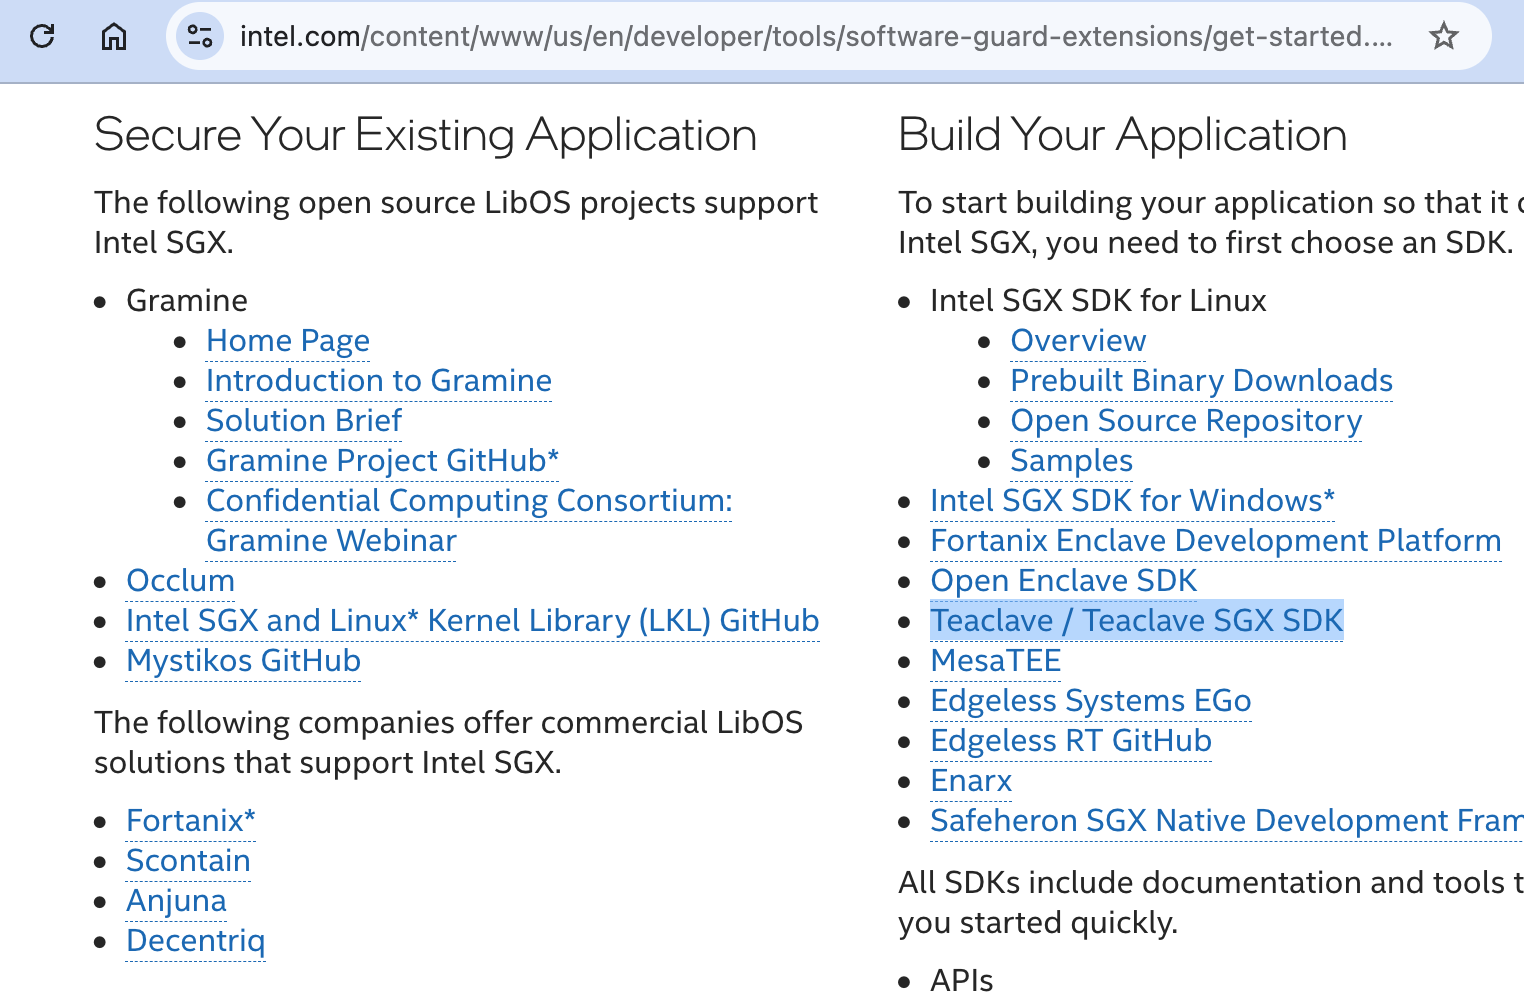 intel.com/content/www/us/en/developer/tools/software-guard-extensions/get-started....
Secure Your Existing Application
The following open source LibOS projects support
Intel SGX.
• Gramine
• Home Page
• Introduction to Gramine
• Solution Brief
• Gramine Project GitHub*
• Confidential Computing Consortium:
Gramine Webinar
• Occlum
• Intel SGX and Linux* Kernel Library (LKL) GitHub
• Mystikos GitHub
The following companies offer commercial LibOS
solutions that support Intel SGX.
• Fortanix*
• Scontain
• Anjuna
• Decentriq
Build Your Application
To start building your application so that it
Intel SGX, you need to first choose an SDK.
• Intel SGX SDK for Linux
• Overview
• Prebuilt Binary Downloads
• Open Source Repository
• Samples
• Intel SGX SDK for Windows*
• Fortanix Enclave Development Platform
• Open Enclave SDK
• Teaclave / Teaclave SGX SDK
• MesaTEE
• Edgeless Systems EGo
• Edgeless RT GitHub
• Enarx
• Safeheron SGX Native Development Fram
All SDKs include documentation and tools t
you started quickly.
• APIs